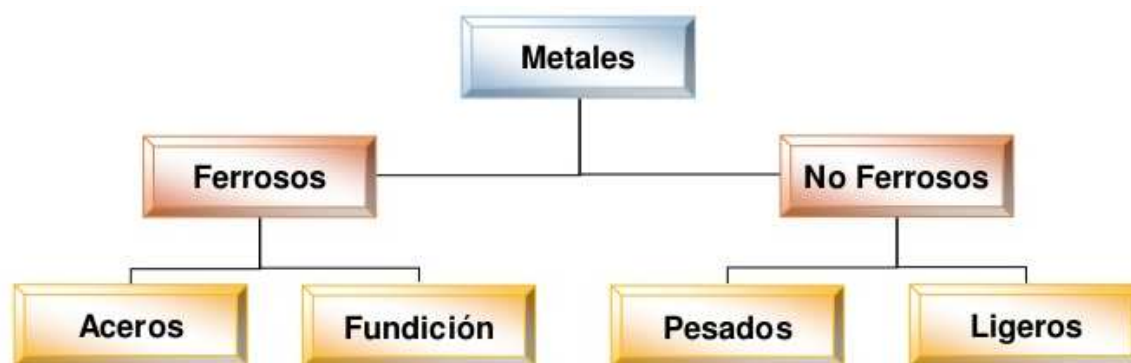 Metales
Ferrosos
No Ferrosos
Aceros
Fundición
Pesados
Ligeros